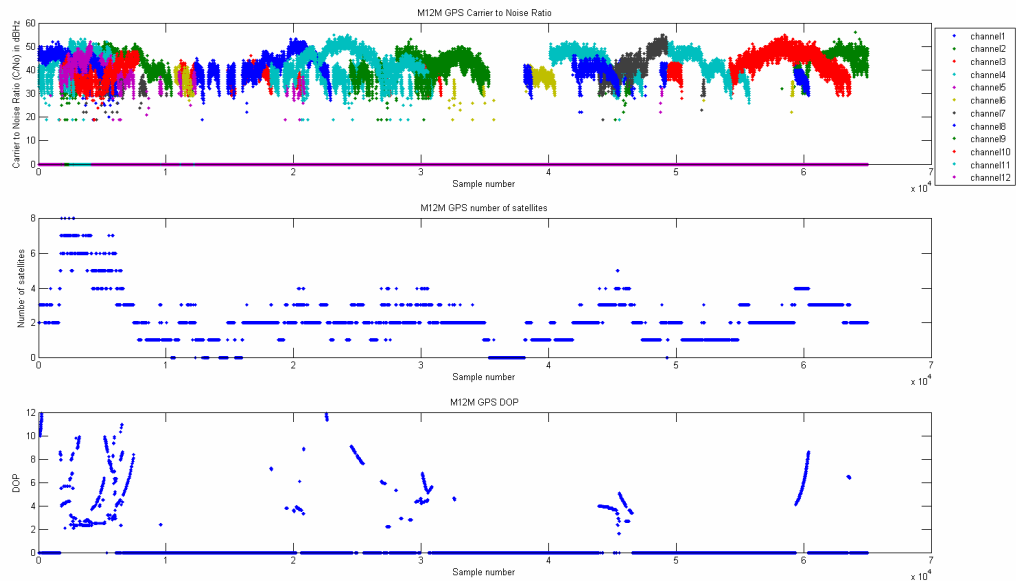 M12M GPS Carrier to Noise Ratio
Carrier to Noise Ratio (C/No) in dBHz
60
50
40
30
20
10
0
0 1 2 3 4 5 6 7
Sample number
x 10^4
channel1
channel2
channel3
channel4
channel5
channel6
channel7
channel8
channel9
channel10
channel11
channel12
M12M GPS number of satellites
Number of satellites
8
6
4
2
0
0 1 2 3 4 5 6 7
Sample number
x 10^4
M12M GPS DOP
DOP
12
10
8
6
4
2
0
0 1 2 3 4 5 6 7
Sample number
x 10^4